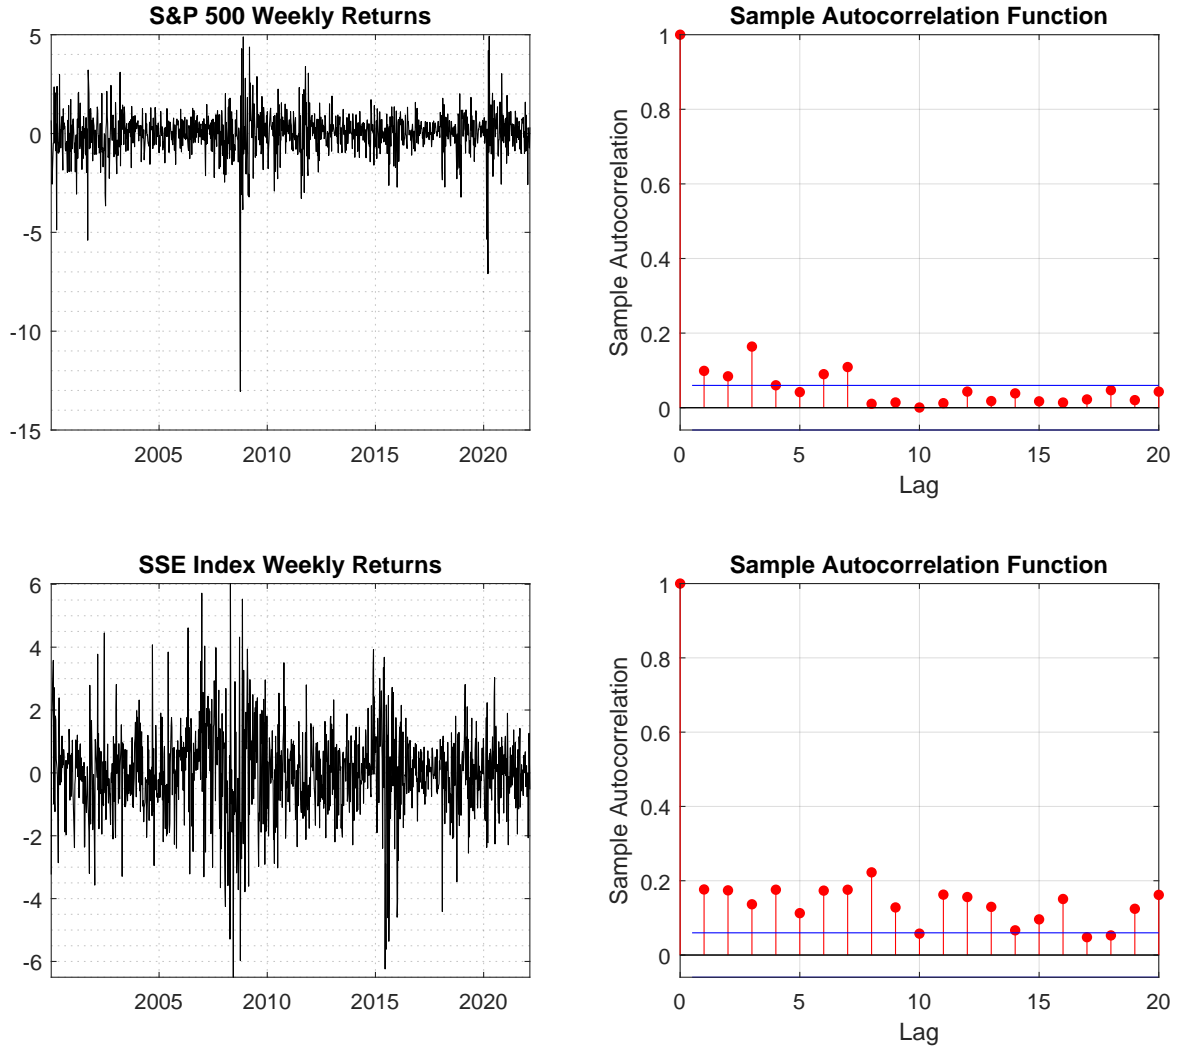 S&P 500 Weekly Returns
5
0
-5
-10
-15
2005 2010 2015 2020
Sample Autocorrelation Function
Sample Autocorrelation
1
0.8
0.6
0.4
0.2
0
0 5 10 15 20
Lag
SSE Index Weekly Returns
6
4
2
0
-2
-4
-6
2005 2010 2015 2020
Sample Autocorrelation Function
Sample Autocorrelation
1
0.8
0.6
0.4
0.2
0
0 5 10 15 20
Lag